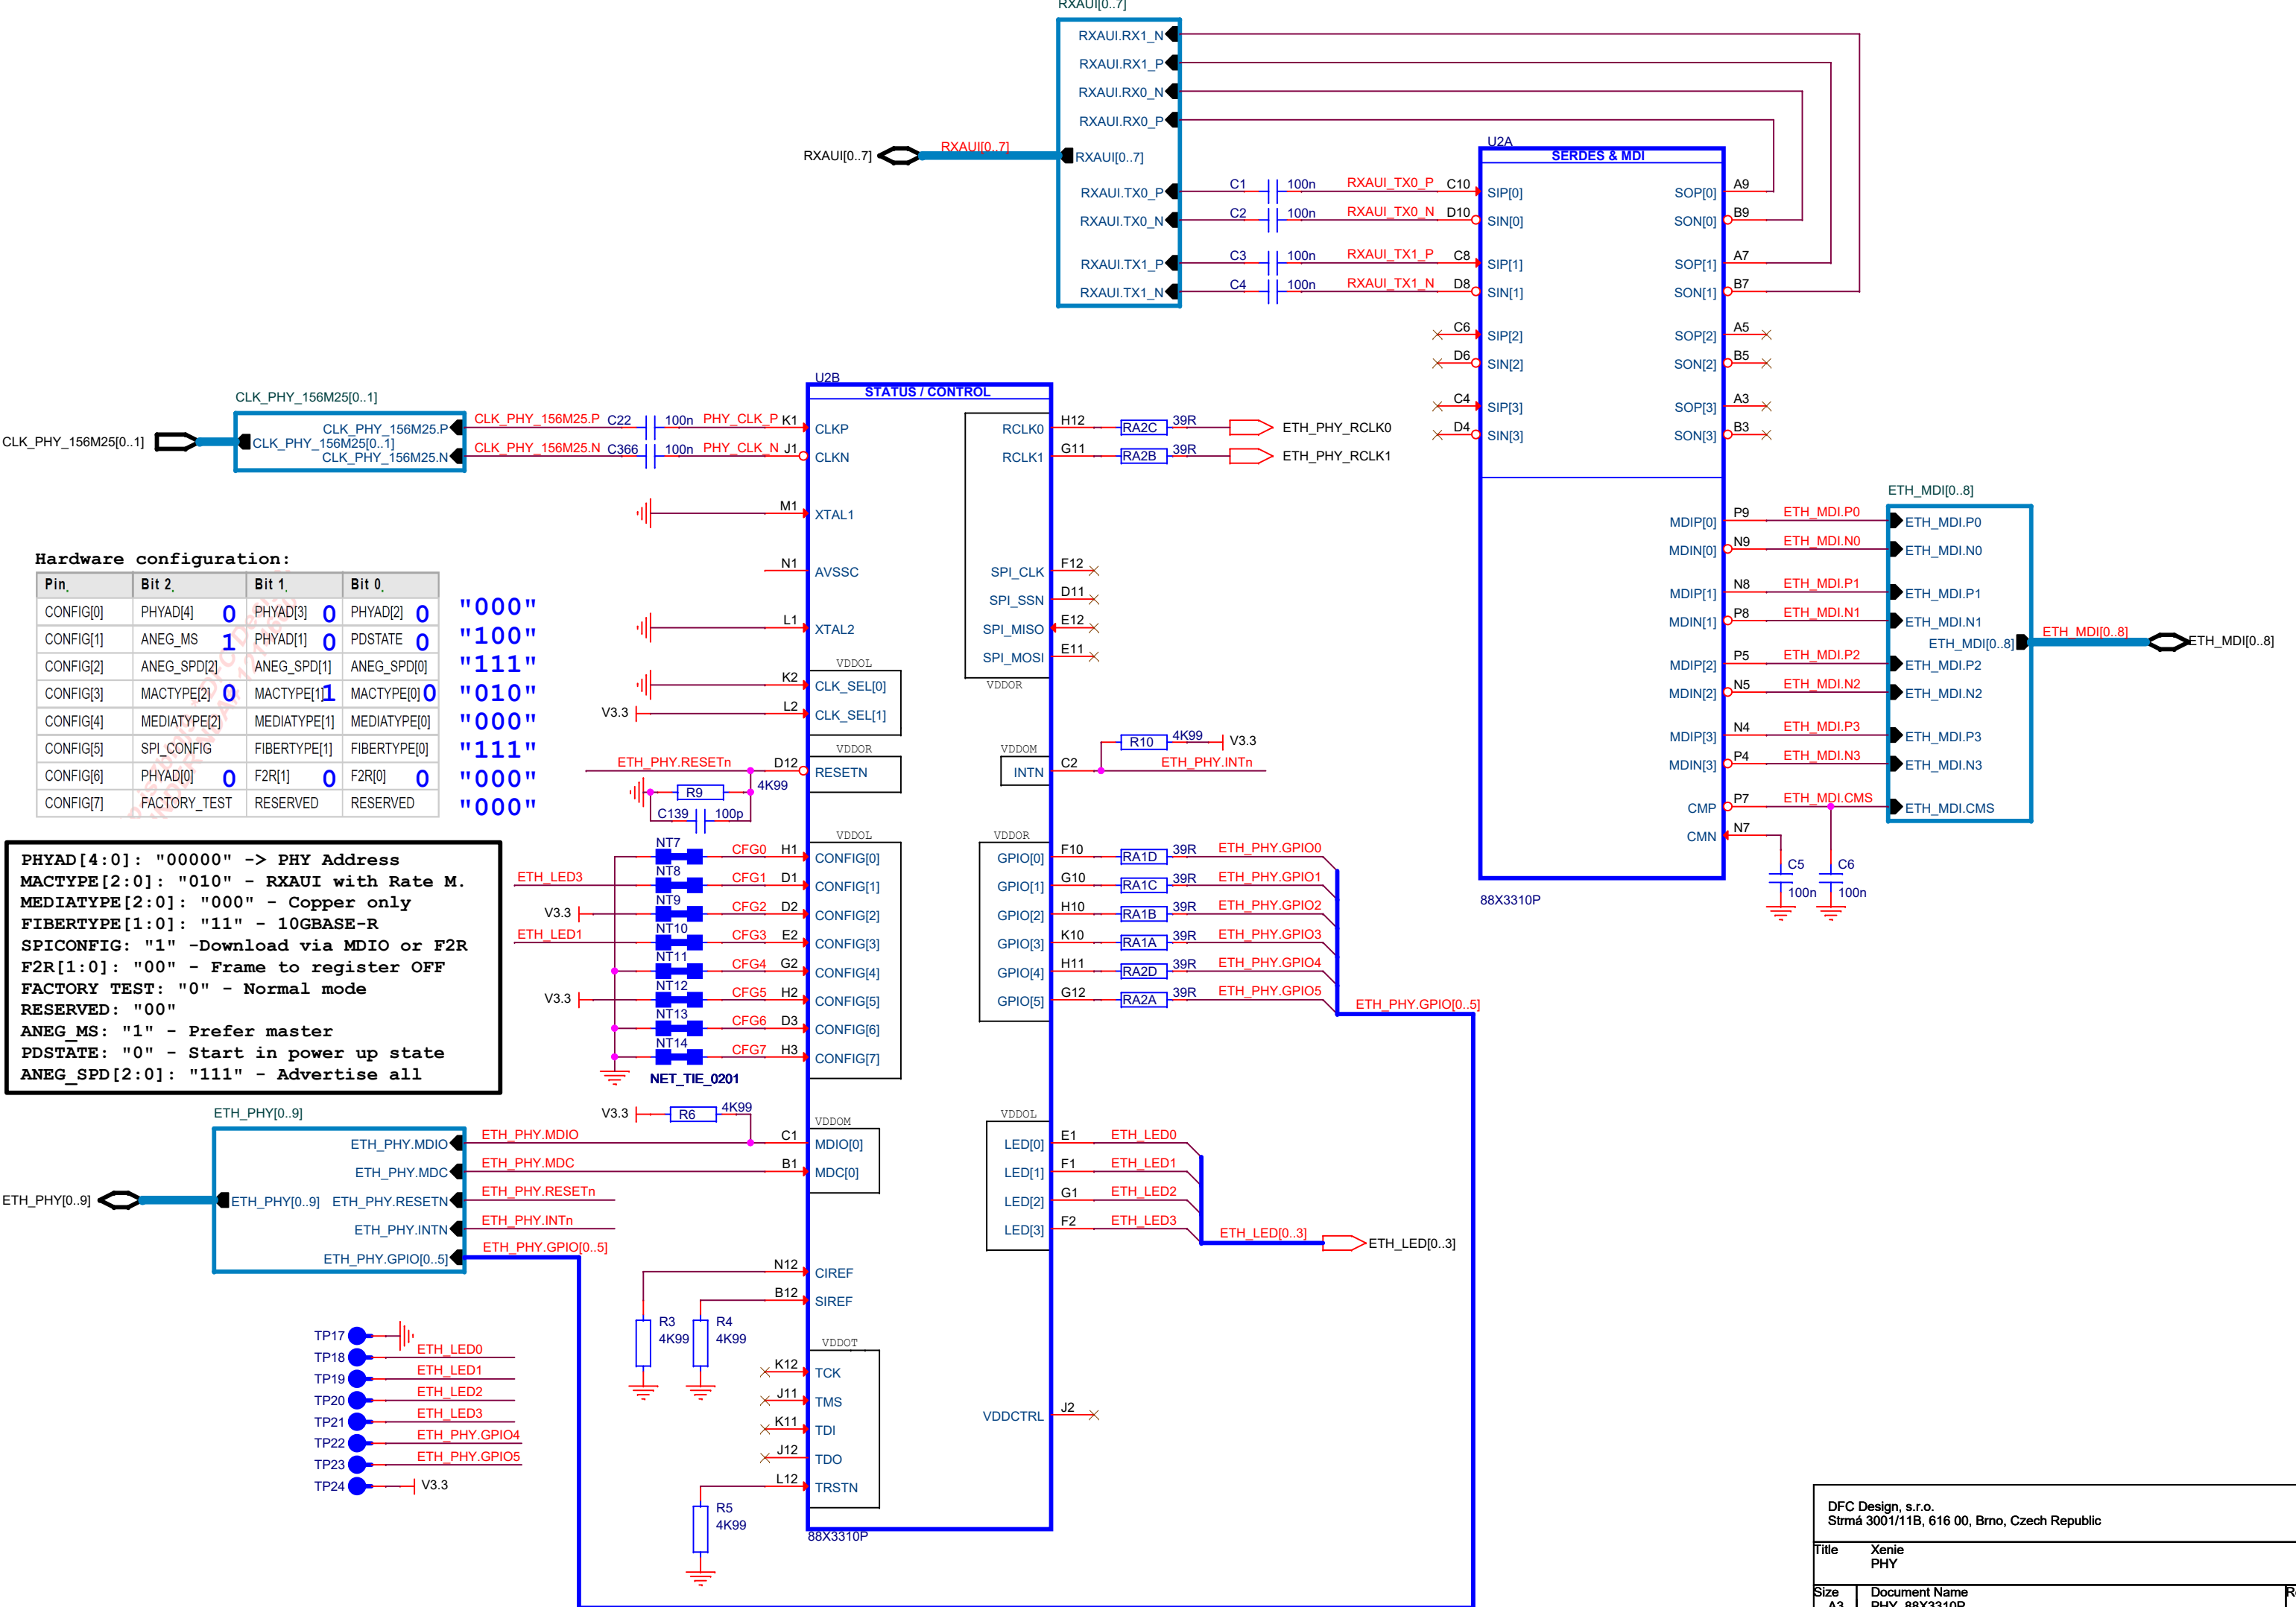 RXAUI[0..7]
RXAUI.RX1_N
RXAUI.RX1_P
RXAUI.RX0_N
RXAUI.RX0_P
RXAUI[0..7] RXAUI[0..7] RXAUI[0..7]
RXAUI.TX0_P C1 100n RXAUI_TX0_P C10
RXAUI.TX0_N C2 100n RXAUI_TX0_N D10
RXAUI.TX1_P C3 100n RXAUI_TX1_P C8
RXAUI.TX1_N C4 100n RXAUI_TX1_N D8
U2A
SERDES & MDI
SIP[0] SOP[0] A9
SIN[0] SON[0] B9
SIP[1] SOP[1] A7
SIN[1] SON[1] B7
C6 SIP[2] SOP[2] A5
D6 SIN[2] SON[2] B5
C4 SIP[3] SOP[3] A3
D4 SIN[3] SON[3] B3
MDIP[0] P9 ETH_MDI.P0
MDIN[0] N9 ETH_MDI.N0
MDIP[1] N8 ETH_MDI.P1
MDIN[1] P8 ETH_MDI.N1
MDIP[2] P5 ETH_MDI.P2
MDIN[2] N5 ETH_MDI.N2
MDIP[3] N4 ETH_MDI.P3
MDIN[3] P4 ETH_MDI.N3
CMP P7 ETH_MDI.CMS
CMN N7
C5 100n
C6 100n
88X3310P
ETH_MDI[0..8]
ETH_MDI.P0
ETH_MDI.N0
ETH_MDI.P1
ETH_MDI.N1
ETH_MDI[0..8] ETH_MDI[0..8] ETH_MDI[0..8]
ETH_MDI.P2
ETH_MDI.N2
ETH_MDI.P3
ETH_MDI.N3
ETH_MDI.CMS
CLK_PHY_156M25[0..1]
CLK_PHY_156M25.P CLK_PHY_156M25.P C22 100n PHY_CLK_P K1
CLK_PHY_156M25[0..1] CLK_PHY_156M25[0..1]
CLK_PHY_156M25.N CLK_PHY_156M25.N C366 100n PHY_CLK_N J1
U2B
STATUS / CONTROL
CLKP RCLK0 H12 RA2C 39R ETH_PHY_RCLK0
CLKN RCLK1 G11 RA2B 39R ETH_PHY_RCLK1
M1 XTAL1
N1 AVSSC SPI_CLK F12
SPI_SSN D11
L1 XTAL2 SPI_MISO E12
SPI_MOSI E11
VDDOL VDDOR
K2 CLK_SEL[0]
V3.3 L2 CLK_SEL[1]
VDDOR VDDOM
ETH_PHY.RESETn D12 RESETN
R9 4K99
C139 100p
INTN C2 ETH_PHY.INTn
R10 4K99 V3.3
Hardware configuration:
Pin Bit 2 Bit 1 Bit 0
CONFIG[0] PHYAD[4] 0 PHYAD[3] 0 PHYAD[2] 0 "000"
CONFIG[1] ANEG_MS 1 PHYAD[1] 0 PDSTATE 0 "100"
CONFIG[2] ANEG_SPD[2] ANEG_SPD[1] ANEG_SPD[0] "111"
CONFIG[3] MACTYPE[2] 0 MACTYPE[1] 1 MACTYPE[0] 0 "010"
CONFIG[4] MEDIATYPE[2] MEDIATYPE[1] MEDIATYPE[0] "000"
CONFIG[5] SPI_CONFIG FIBERTYPE[1] FIBERTYPE[0] "111"
CONFIG[6] PHYAD[0] 0 F2R[1] 0 F2R[0] 0 "000"
CONFIG[7] FACTORY_TEST RESERVED RESERVED "000"
PHYAD[4:0]: "00000" -> PHY Address
MACTYPE[2:0]: "010" - RXAUI with Rate M.
MEDIATYPE[2:0]: "000" - Copper only
FIBERTYPE[1:0]: "11" - 10GBASE-R
SPICONFIG: "1" -Download via MDIO or F2R
F2R[1:0]: "00" - Frame to register OFF
FACTORY TEST: "0" - Normal mode
RESERVED: "00"
ANEG_MS: "1" - Prefer master
PDSTATE: "0" - Start in power up state
ANEG_SPD[2:0]: "111" - Advertise all
VDDOL VDDOR
NT7 CFG0 H1 CONFIG[0]
ETH_LED3 NT8 CFG1 D1 CONFIG[1]
V3.3 NT9 CFG2 D2 CONFIG[2]
ETH_LED1 NT10 CFG3 E2 CONFIG[3]
NT11 CFG4 G2 CONFIG[4]
V3.3 NT12 CFG5 H2 CONFIG[5]
NT13 CFG6 D3 CONFIG[6]
NT14 CFG7 H3 CONFIG[7]
NET_TIE_0201
GPIO[0] F10 RA1D 39R ETH_PHY.GPIO0
GPIO[1] G10 RA1C 39R ETH_PHY.GPIO1
GPIO[2] H10 RA1B 39R ETH_PHY.GPIO2
GPIO[3] K10 RA1A 39R ETH_PHY.GPIO3
GPIO[4] H11 RA2D 39R ETH_PHY.GPIO4
GPIO[5] G12 RA2A 39R ETH_PHY.GPIO5
ETH_PHY.GPIO[0..5]
V3.3 R6 4K99
VDDOM VDDOL
ETH_PHY[0..9]
ETH_PHY.MDIO ETH_PHY.MDIO C1 MDIO[0]
ETH_PHY.MDC ETH_PHY.MDC B1 MDC[0]
ETH_PHY[0..9] ETH_PHY[0..9] ETH_PHY.RESETN ETH_PHY.RESETn
ETH_PHY.INTN ETH_PHY.INTn
ETH_PHY.GPIO[0..5] ETH_PHY.GPIO[0..5]
LED[0] E1 ETH_LED0
LED[1] F1 ETH_LED1
LED[2] G1 ETH_LED2
LED[3] F2 ETH_LED3
ETH_LED[0..3] ETH_LED[0..3]
N12 CIREF
B12 SIREF
R3 4K99
R4 4K99
VDDOT
K12 TCK
J11 TMS
K11 TDI
J12 TDO
L12 TRSTN
VDDCTRL J2
R5 4K99
88X3310P
TP17
TP18 ETH_LED0
TP19 ETH_LED1
TP20 ETH_LED2
TP21 ETH_LED3
TP22 ETH_PHY.GPIO4
TP23 ETH_PHY.GPIO5
TP24 V3.3
DFC Design, s.r.o.
Strmá 3001/11B, 616 00, Brno, Czech Republic
Title Xenie
PHY
Size Document Name
A3 PHY_88X3310P